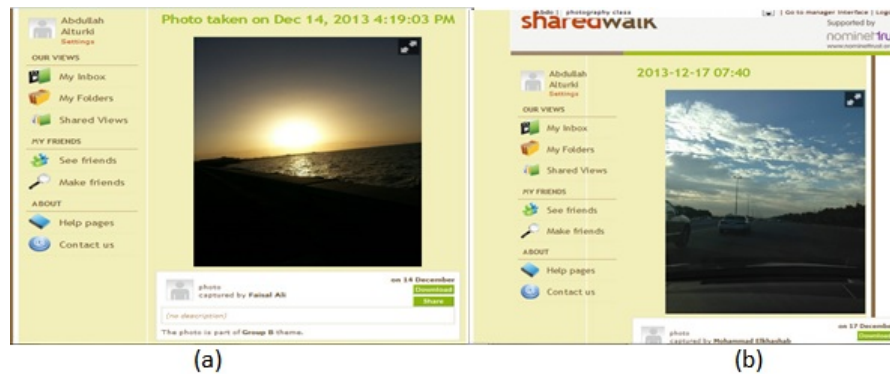 Abdullah
Alturki
Settings
OUR VIEWS
My Inbox
My Folders
Shared Views
MY FRIENDS
See friends
Make friends
ABOUT
Help pages
Contact us
Photo taken on Dec 14, 2013 4:19:03 PM
on 14 December
photo
captured by Faisal Ali
Download
Share
(no description)
The photo is part of Group B theme.
(a)
photography class
| Go to manager interface |
sharedwalk
Supported by
Abdullah
Alturki
Settings
OUR VIEWS
My Inbox
My Folders
Shared Views
MY FRIENDS
See friends
Make friends
ABOUT
Help pages
Contact us
2013-12-17 07:40
on 17 Decembe
photo
captured by Mohammad Elkhashab
(b)